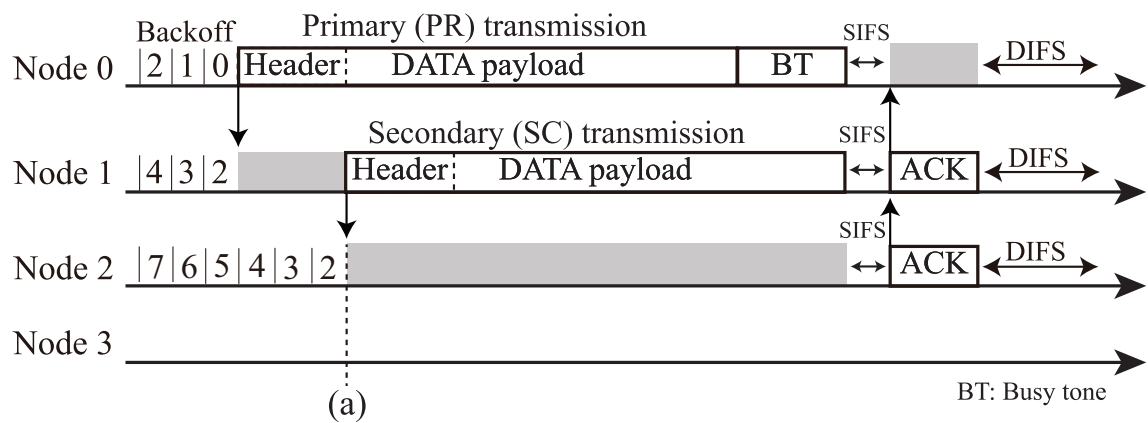 Primary (PR) transmission
Backoff
SIFS
Node 0 2 1 0 Header DATA payload BT DIFS
Secondary (SC) transmission
SIFS
Node 1 4 3 2 Header DATA payload ACK DIFS
SIFS
Node 2 7 6 5 4 3 2 ACK DIFS
Node 3
BT: Busy tone
(a)